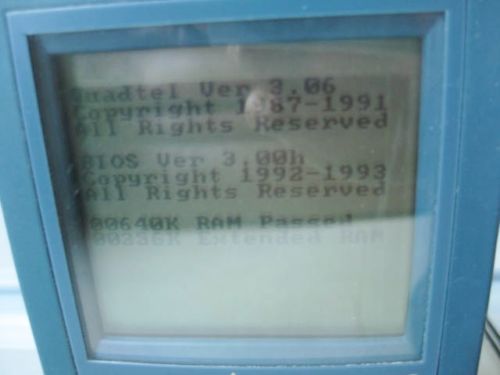 Quadtel Ver 3.06
Copyright 1987-1991
All Rights Reserved
BIOS Ver 3.00h
Copyright 1992-1993
All Rights Reserved
00640K RAM Passed
Extended RAM